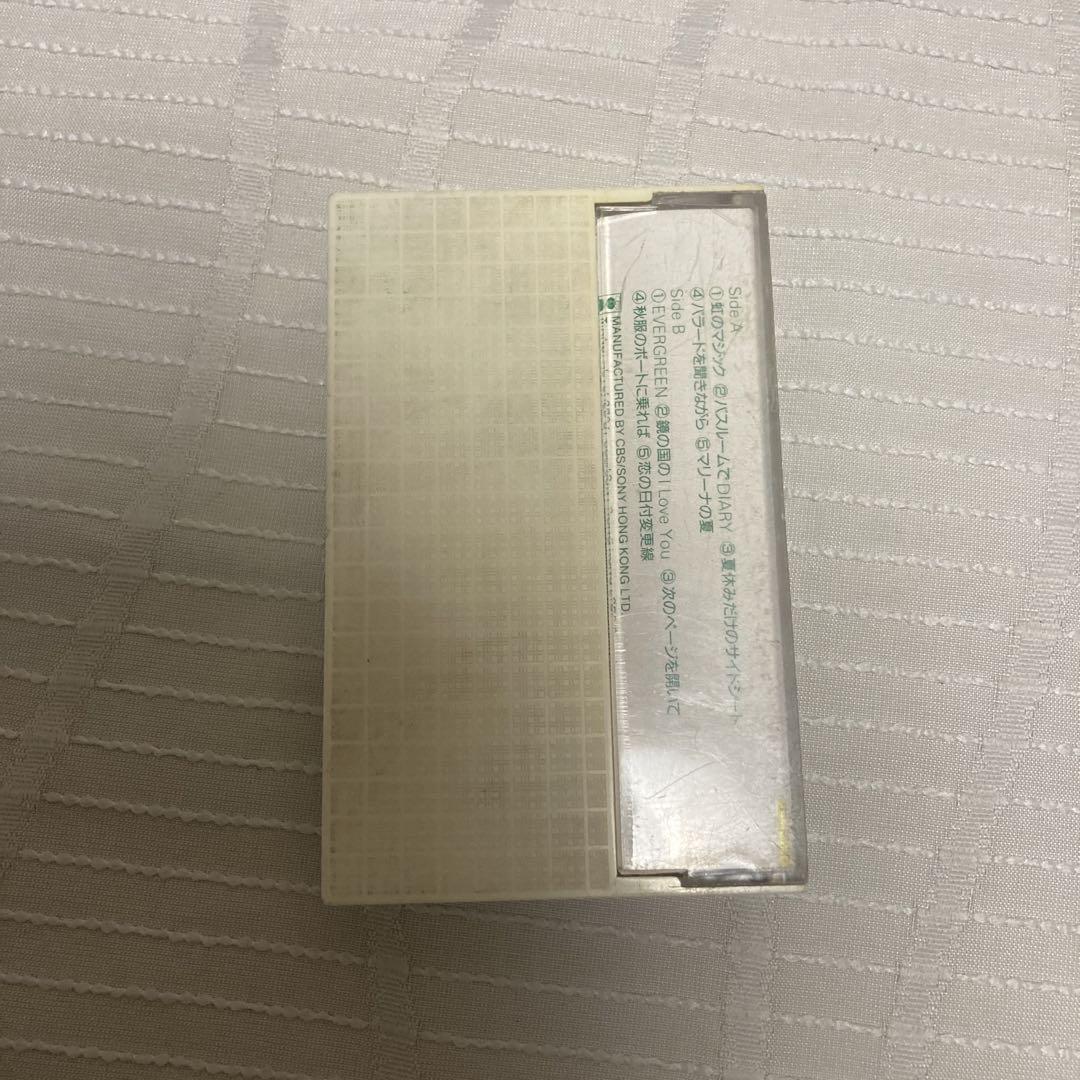 Side A
①虹のマジック ②バスルームでDIARY ③夏休みだけのサイドシート
④バラードを聞きながら ⑤マリーナの夏
Side B
①EVERGREEN ②鏡の国の I Love You ③次のページを開いて
④秋服のボートに乗れば ⑤恋の日付変更線
MANUFACTURED BY CBS/SONY HONG KONG LTD.